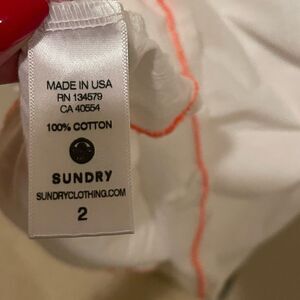 MADE IN USA
RN 134579
CA 40554
100% COTTON
SUNDRY
SUNDRYCLOTHING.COM
2